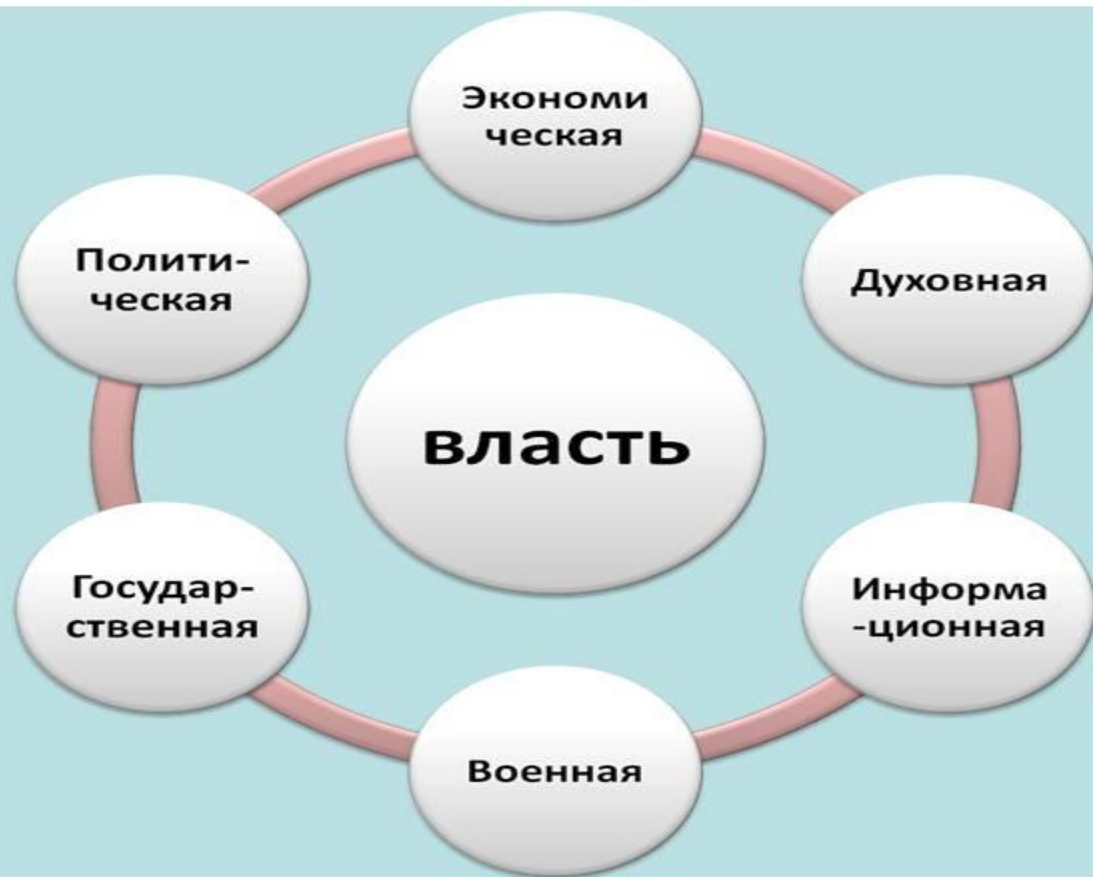 Экономи
ческая
Полити-
ческая
Духовная
власть
Государ-
ственная
Информа
-ционная
Военная